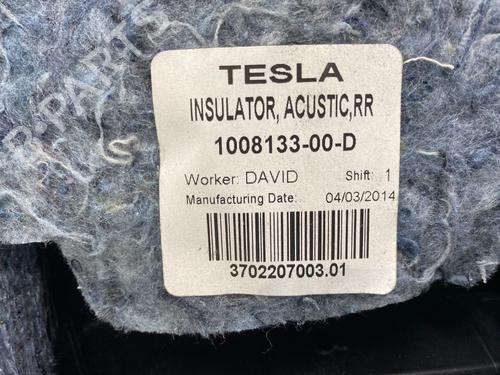 TESLA
INSULATOR, ACUSTIC,RR
1008133-00-D
Worker: DAVID Shift: 1
Manufacturing Date: 04/03/2014
3702207003.01